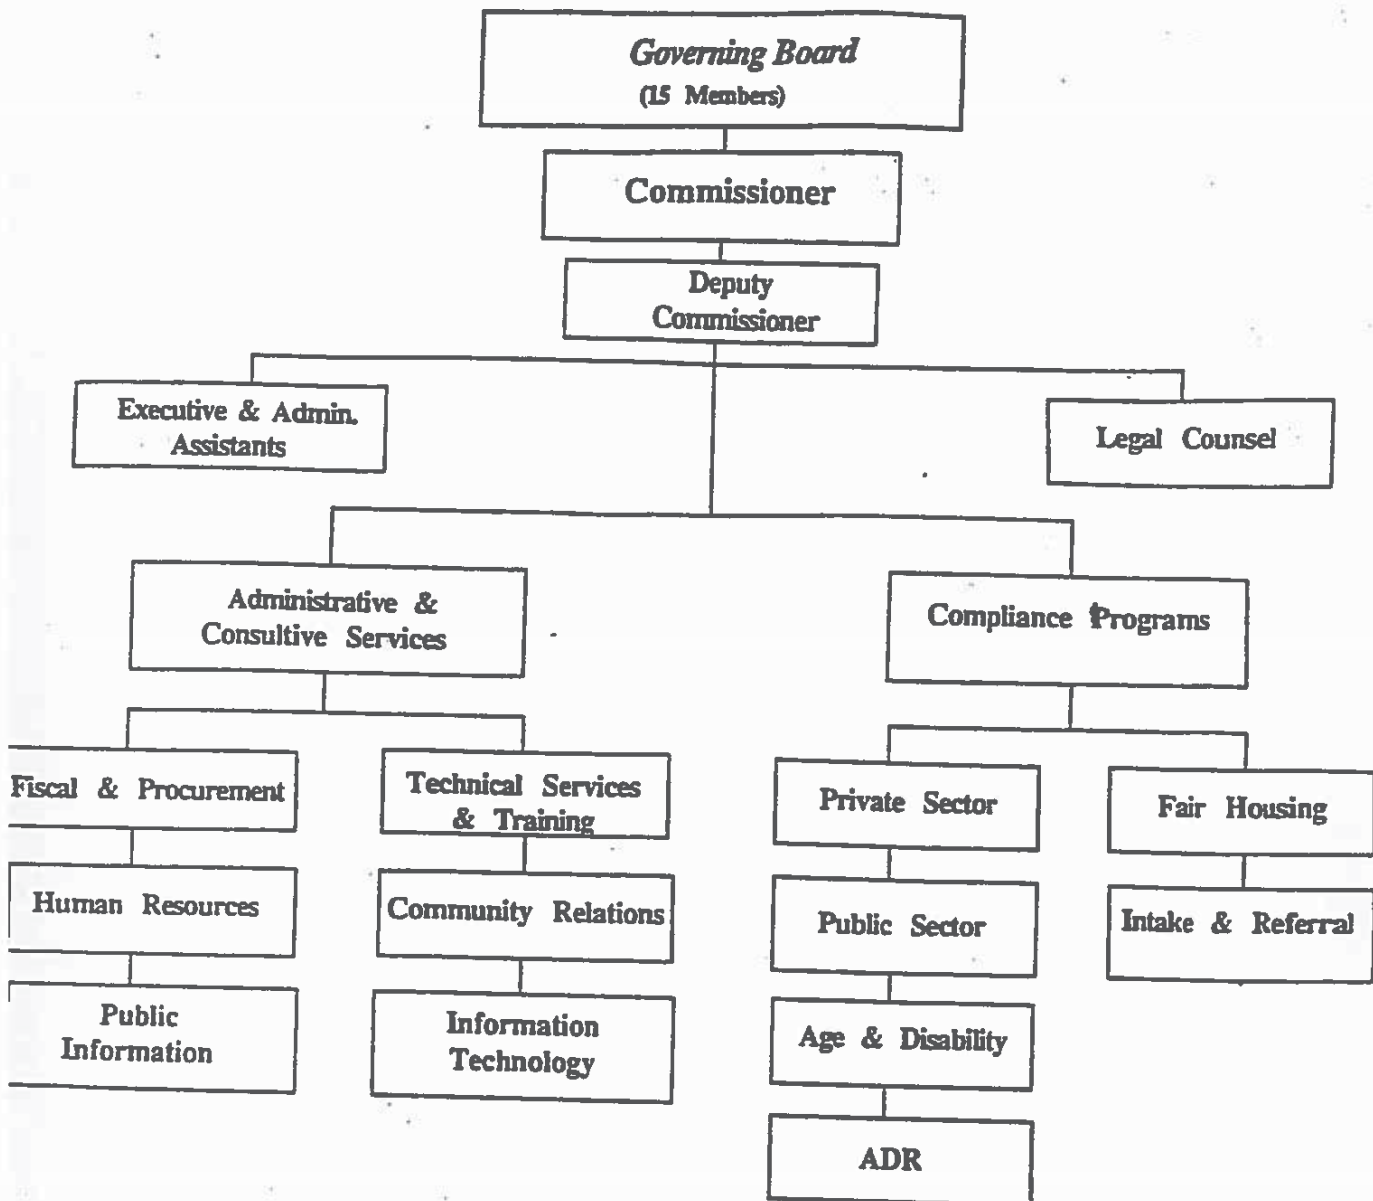 Governing Board
(15 Members)
Commissioner
Deputy
Commissioner
Executive & Admin.
Assistants
Legal Counsel
Administrative &
Consultive Services
Compliance Programs
Fiscal & Procurement
Technical Services
& Training
Private Sector
Fair Housing
Human Resources
Community Relations
Public Sector
Intake & Referral
Public
Information
Information
Technology
Age & Disability
ADR